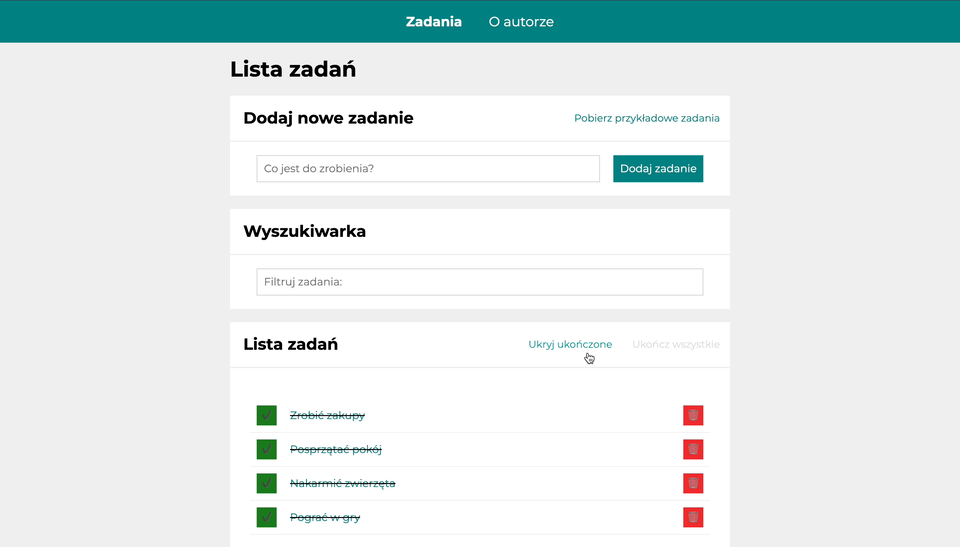 Zadania O autorze
Lista zadań
Dodaj nowe zadanie Pobierz przykładowe zadania
Co jest do zrobienia? Dodaj zadanie
Wyszukiwarka
Filtruj zadania:
Lista zadań Ukryj ukończone Ukończ wszystkie
Zrobić zakupy
Posprzątać pokój
Nakarmić zwierzęta
Pograć w gry